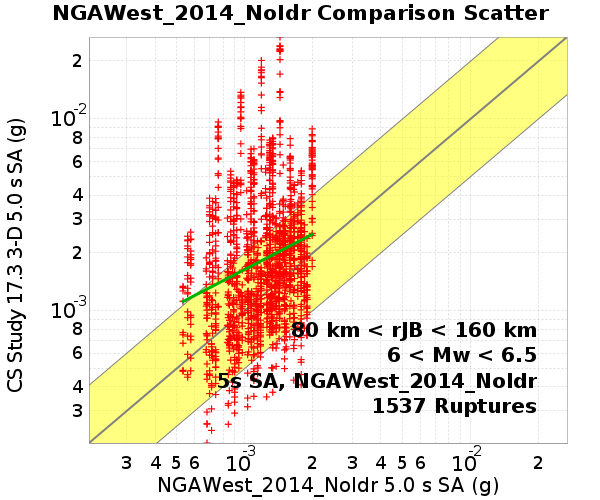 NGAWest_2014_NoIdr Comparison Scatter
CS Study 17.3 3-D 5.0 s SA (g)
2
10-2
8
6
4
3
2
10-3
8
6
4
3
80 km < rJB < 160 km
6 < Mw < 6.5
5s SA, NGAWest_2014_NoIdr
1537 Ruptures
3 4 5 6 10-3 2 3 4 5 6 10-2 2
NGAWest_2014_NoIdr 5.0 s SA (g)